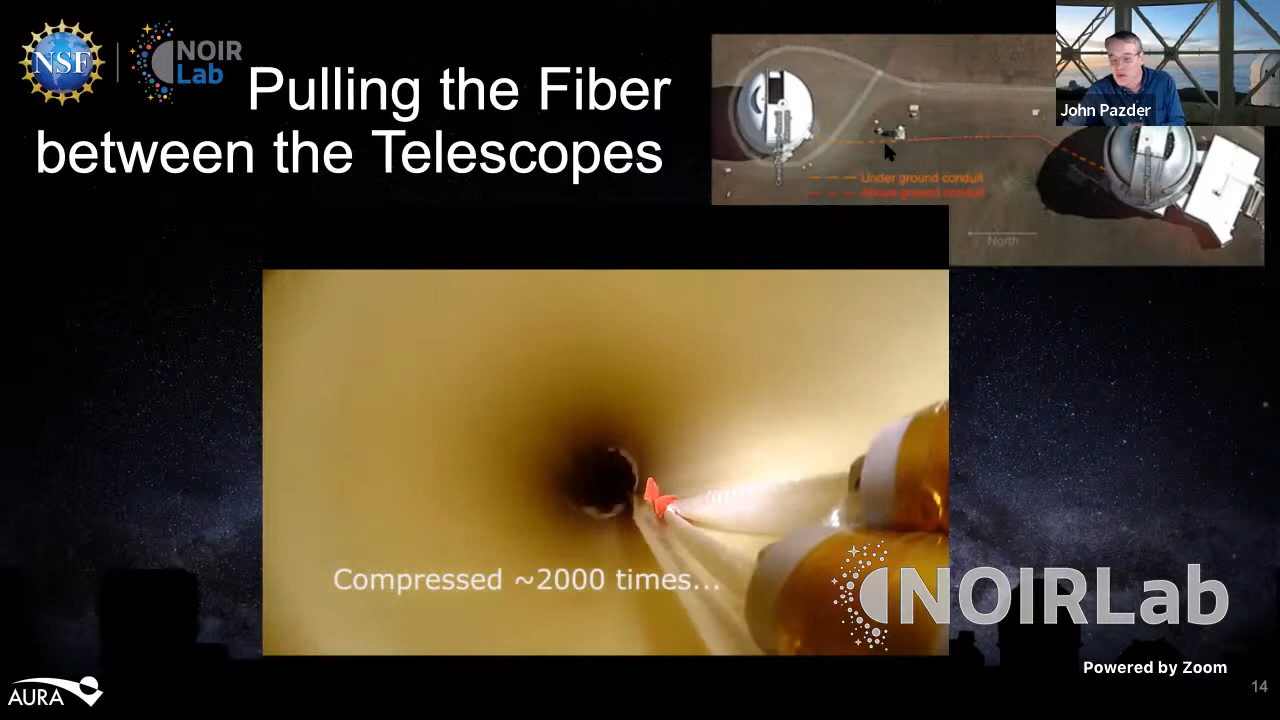 NSF
NOIR
Lab
Pulling the Fiber
between the Telescopes
John Pazder
Under ground conduit
Above ground conduit
North
Compressed ~2000 times...
NOIRLab
Powered by Zoom
AURA
14